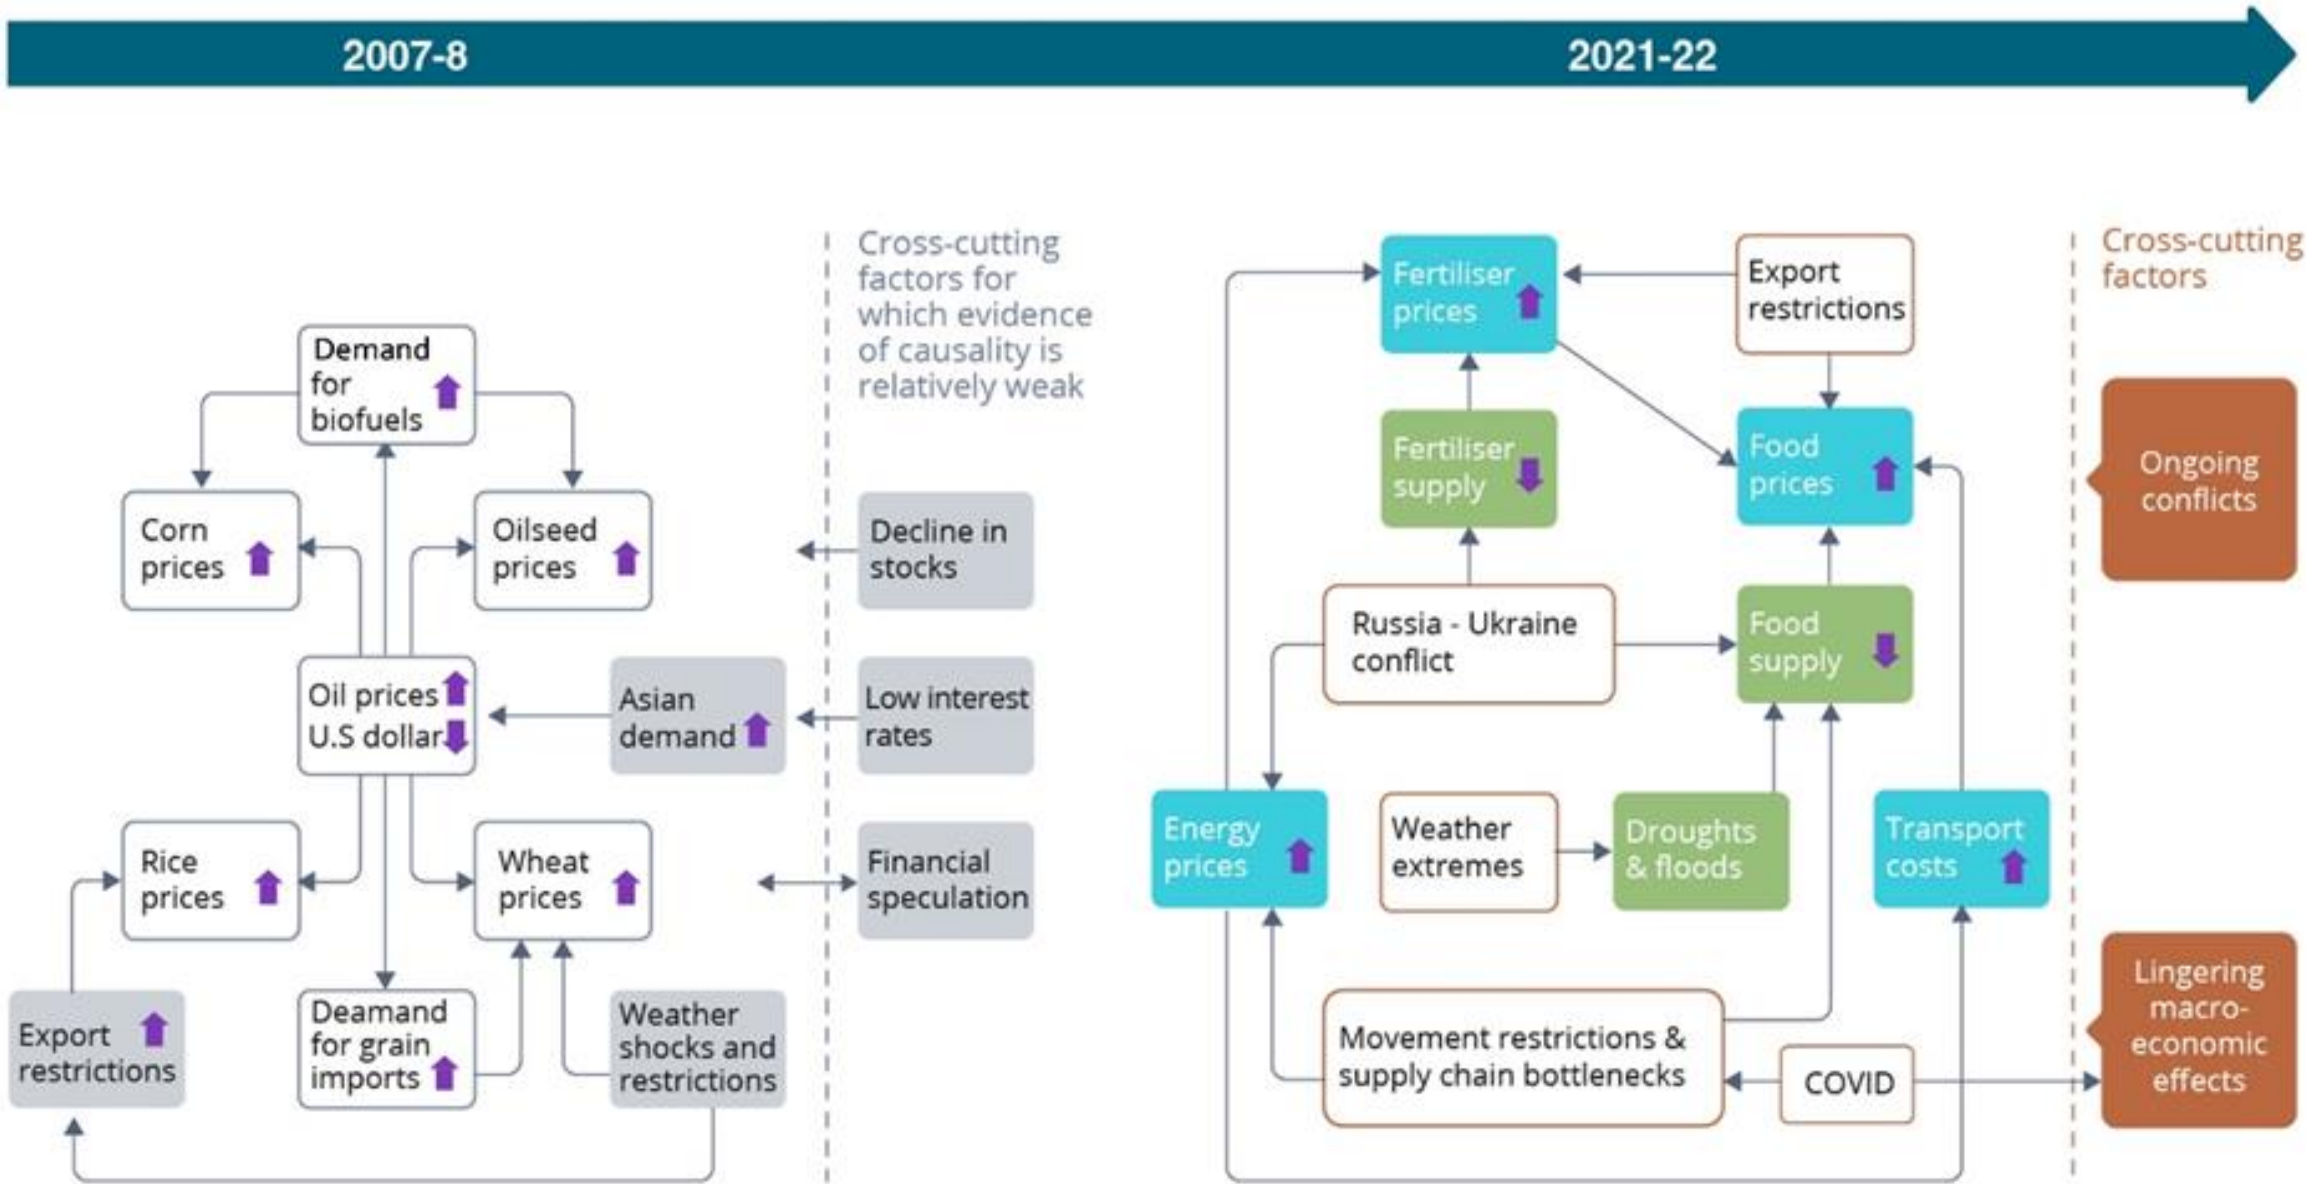 2007-8
2021-22
Cross-cutting
factors for
which evidence
of causality is
relatively weak
Demand
for
biofuels
Corn
prices
Oilseed
prices
Decline in
stocks
Oil prices
U.S dollar
Asian
demand
Low interest
rates
Rice
prices
Wheat
prices
Financial
speculation
Export
restrictions
Deamand
for grain
imports
Weather
shocks and
restrictions
Fertiliser
prices
Export
restrictions
Cross-cutting
factors
Fertiliser
supply
Food
prices
Ongoing
conflicts
Russia - Ukraine
conflict
Food
supply
Energy
prices
Weather
extremes
Droughts
& floods
Transport
costs
Movement restrictions &
supply chain bottlenecks
COVID
Lingering
macro-
economic
effects